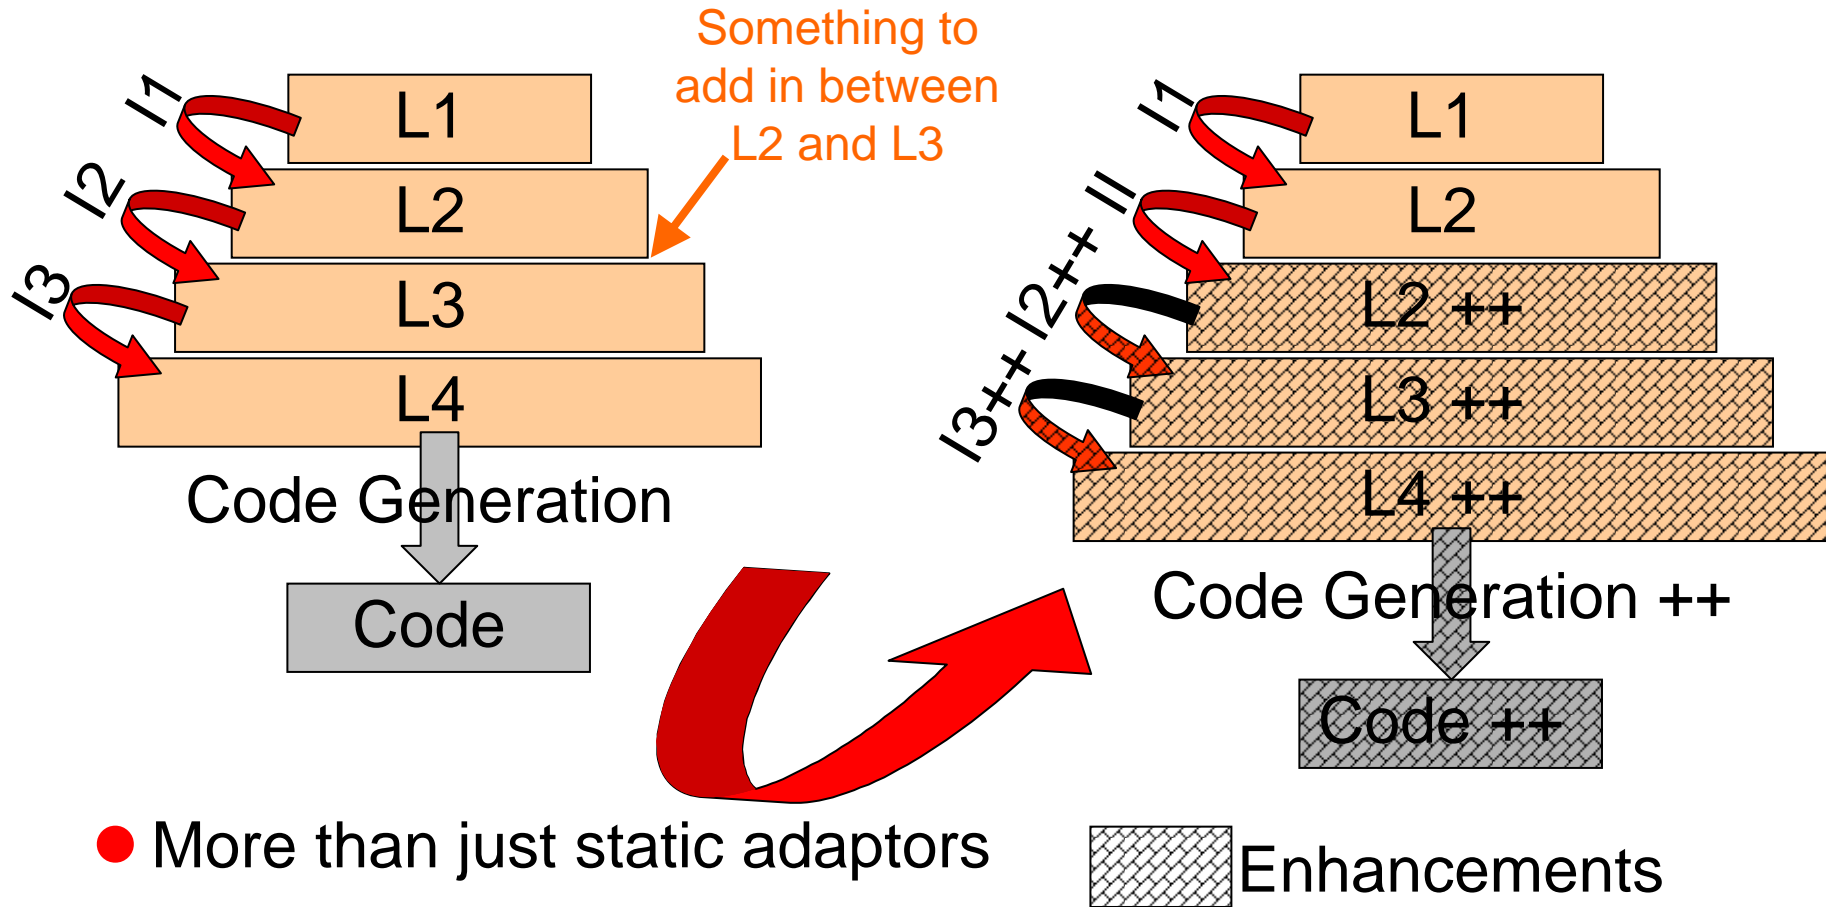 Something to
add in between
L2 and L3
I1
L1
I2
L2
I3
L3
L4
Code Generation
Code
I1
L1
II
L2
I2++
L2 ++
I3++
L3 ++
L4 ++
Code Generation ++
Code ++
More than just static adaptors
Enhancements